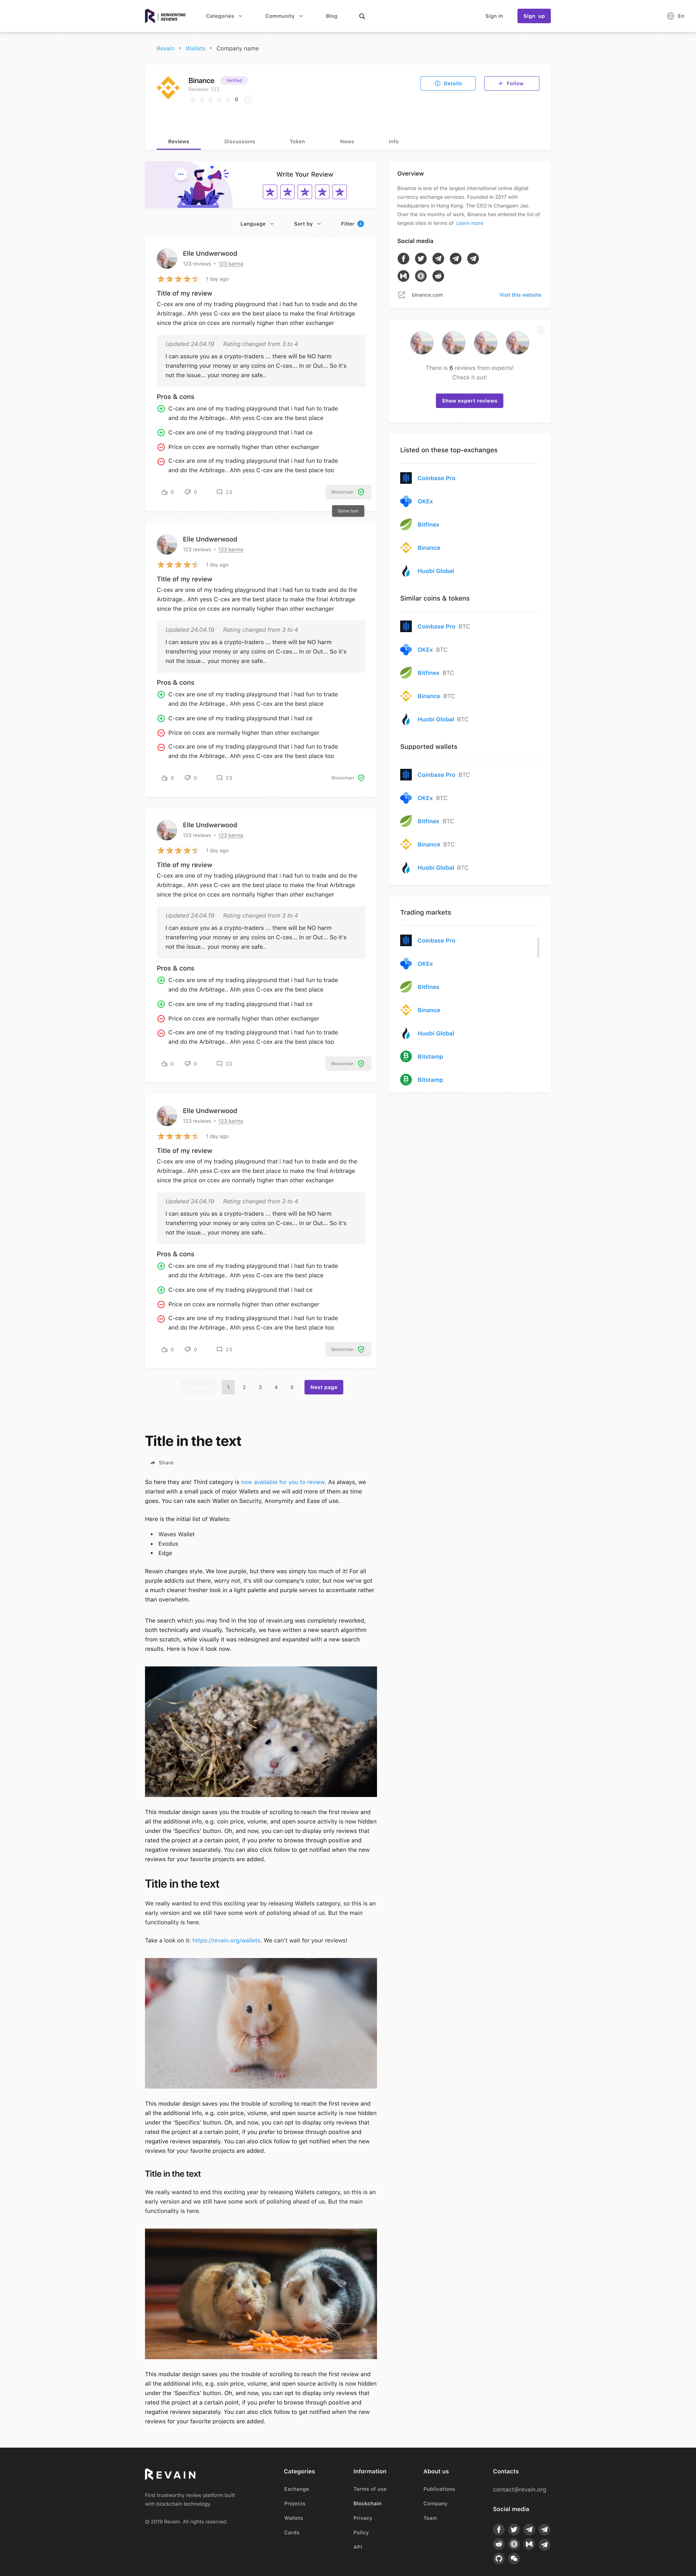 REINVENTING
REVIEWS
Categories
Community
Blog
Sign in
Sign up
En
Revain • Wallets • Company name
Binance
Verified
Reviews: 123
0
Details
Follow
Reviews
Discussions
Token
News
Info
Write Your Review
Language
Sort by
Filter
Elle Undwerwood
123 reviews • 123 karma
1 day ago
Title of my review
C-cex are one of my trading playground that i had fun to trade and do the
Arbitrage.. Ahh yess C-cex are the best place to make the final Arbitrage
since the price on ccex are normally higher than other exchanger
Updated 24.04.19 Rating changed from 3 to 4
I can assure you as a crypto-traders ... there will be NO harm
transferring your money or any coins on C-cex... In or Out... So it's
not the issue... your money are safe..
Pros & cons
C-cex are one of my trading playground that i had fun to trade
and do the Arbitrage.. Ahh yess C-cex are the best place
C-cex are one of my trading playground that i had ce
Price on ccex are normally higher than other exchanger
C-cex are one of my trading playground that i had fun to trade
and do the Arbitrage.. Ahh yess C-cex are the best place too
0
0
23
Blockchain
Some text
Elle Undwerwood
123 reviews • 123 karma
1 day ago
Title of my review
C-cex are one of my trading playground that i had fun to trade and do the
Arbitrage.. Ahh yess C-cex are the best place to make the final Arbitrage
since the price on ccex are normally higher than other exchanger
Updated 24.04.19 Rating changed from 3 to 4
I can assure you as a crypto-traders ... there will be NO harm
transferring your money or any coins on C-cex... In or Out... So it's
not the issue... your money are safe..
Pros & cons
C-cex are one of my trading playground that i had fun to trade
and do the Arbitrage.. Ahh yess C-cex are the best place
C-cex are one of my trading playground that i had ce
Price on ccex are normally higher than other exchanger
C-cex are one of my trading playground that i had fun to trade
and do the Arbitrage.. Ahh yess C-cex are the best place too
0
0
23
Blockchain
Elle Undwerwood
123 reviews • 123 karma
1 day ago
Title of my review
C-cex are one of my trading playground that i had fun to trade and do the
Arbitrage.. Ahh yess C-cex are the best place to make the final Arbitrage
since the price on ccex are normally higher than other exchanger
Updated 24.04.19 Rating changed from 3 to 4
I can assure you as a crypto-traders ... there will be NO harm
transferring your money or any coins on C-cex... In or Out... So it's
not the issue... your money are safe..
Pros & cons
C-cex are one of my trading playground that i had fun to trade
and do the Arbitrage.. Ahh yess C-cex are the best place
C-cex are one of my trading playground that i had ce
Price on ccex are normally higher than other exchanger
C-cex are one of my trading playground that i had fun to trade
and do the Arbitrage.. Ahh yess C-cex are the best place too
0
0
23
Blockchain
Elle Undwerwood
123 reviews • 123 karma
1 day ago
Title of my review
C-cex are one of my trading playground that i had fun to trade and do the
Arbitrage.. Ahh yess C-cex are the best place to make the final Arbitrage
since the price on ccex are normally higher than other exchanger
Updated 24.04.19 Rating changed from 3 to 4
I can assure you as a crypto-traders ... there will be NO harm
transferring your money or any coins on C-cex... In or Out... So it's
not the issue... your money are safe..
Pros & cons
C-cex are one of my trading playground that i had fun to trade
and do the Arbitrage.. Ahh yess C-cex are the best place
C-cex are one of my trading playground that i had ce
Price on ccex are normally higher than other exchanger
C-cex are one of my trading playground that i had fun to trade
and do the Arbitrage.. Ahh yess C-cex are the best place too
0
0
23
Blockchain
1 2 3 4 5
Next page
Overview
Binance is one of the largest international online digital
currency exchange services. Founded in 2017 with
headquarters in Hong Kong. The CEO is Changpen Jao.
Over the six months of work, Binance has entered the list of
largest sites in terms of Learn more
Social media
binance.com
Visit this website
There is 6 reviews from experts!
Check it out!
Show expert reviews
Listed on these top-exchanges
Coinbase Pro
OKEx
Bitfinex
Binance
Huobi Global
Similar coins & tokens
Coinbase Pro BTC
OKEx BTC
Bitfinex BTC
Binance BTC
Huobi Global BTC
Supported wallets
Coinbase Pro BTC
OKEx BTC
Bitfinex BTC
Binance BTC
Huobi Global BTC
Trading markets
Coinbase Pro
OKEx
Bitfinex
Binance
Huobi Global
Bitstamp
Bitstamp
Title in the text
Share
So here they are! Third category is now available for you to review. As always, we
started with a small pack of major Wallets and we will add more of them as time
goes. You can rate each Wallet on Security, Anonymity and Ease of use.
Here is the initial list of Wallets:
• Waves Wallet
• Exodus
• Edge
Revain changes style. We love purple, but there was simply too much of it! For all
purple addicts out there, worry not, it's still our company's color, but now we've got
a much cleaner fresher look in a light palette and purple serves to accentuate rather
than overwhelm.
The search which you may find in the top of revain.org was completely reworked,
both technically and visually. Technically, we have written a new search algorithm
from scratch, while visually it was redesigned and expanded with a new search
results. Here is how it look now.
This modular design saves you the trouble of scrolling to reach the first review and
all the additional info, e.g. coin price, volume, and open source activity is now hidden
under the 'Specifics' button. Oh, and now, you can opt to display only reviews that
rated the project at a certain point, if you prefer to browse through positive and
negative reviews separately. You can also click follow to get notified when the new
reviews for your favorite projects are added.
Title in the text
We really wanted to end this exciting year by releasing Wallets category, so this is an
early version and we still have some work of polishing ahead of us. But the main
functionality is here.
Take a look on it: https://revain.org/wallets. We can't wait for your reviews!
This modular design saves you the trouble of scrolling to reach the first review and
all the additional info, e.g. coin price, volume, and open source activity is now hidden
under the 'Specifics' button. Oh, and now, you can opt to display only reviews that
rated the project at a certain point, if you prefer to browse through positive and
negative reviews separately. You can also click follow to get notified when the new
reviews for your favorite projects are added.
Title in the text
We really wanted to end this exciting year by releasing Wallets category, so this is an
early version and we still have some work of polishing ahead of us. But the main
functionality is here.
This modular design saves you the trouble of scrolling to reach the first review and
all the additional info, e.g. coin price, volume, and open source activity is now hidden
under the 'Specifics' button. Oh, and now, you can opt to display only reviews that
rated the project at a certain point, if you prefer to browse through positive and
negative reviews separately. You can also click follow to get notified when the new
reviews for your favorite projects are added.
REVAIN
First trustworthy review platform built
with blockchain technology.
© 2019 Revain. All rights reserved.
Categories
Exchange
Projects
Wallets
Cards
Information
Terms of use
Blockchain
Privacy
Policy
API
About us
Publications
Company
Team
Contacts
contact@revain.org
Social media